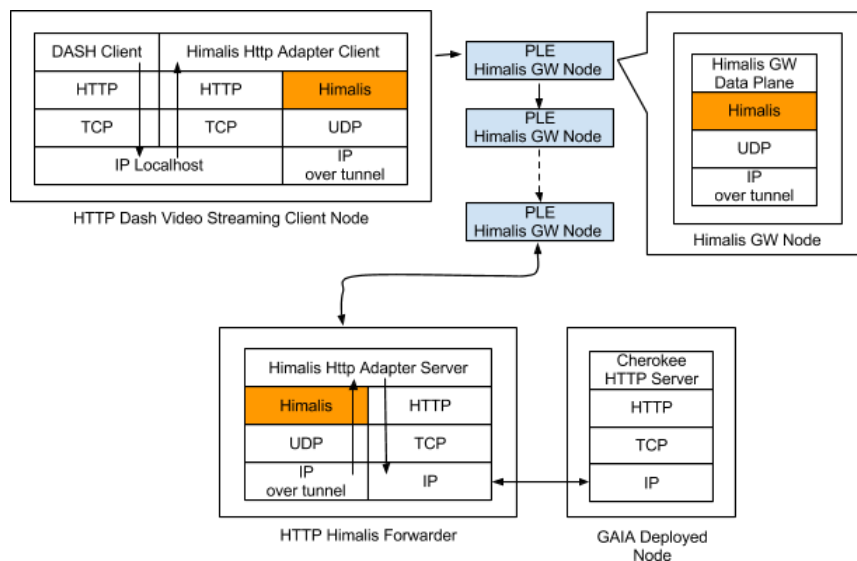 DASH Client
Himalis Http Adapter Client
HTTP
HTTP
Himalis
TCP
TCP
UDP
IP Localhost
IP
over tunnel
HTTP Dash Video Streaming Client Node
PLE
Himalis GW Node
PLE
Himalis GW Node
PLE
Himalis GW Node
Himalis GW
Data Plane
Himalis
UDP
IP
over tunnel
Himalis GW Node
Himalis Http Adapter Server
Himalis
HTTP
UDP
TCP
IP
over tunnel
IP
HTTP Himalis Forwarder
Cherokee
HTTP Server
HTTP
TCP
IP
GAIA Deployed
Node